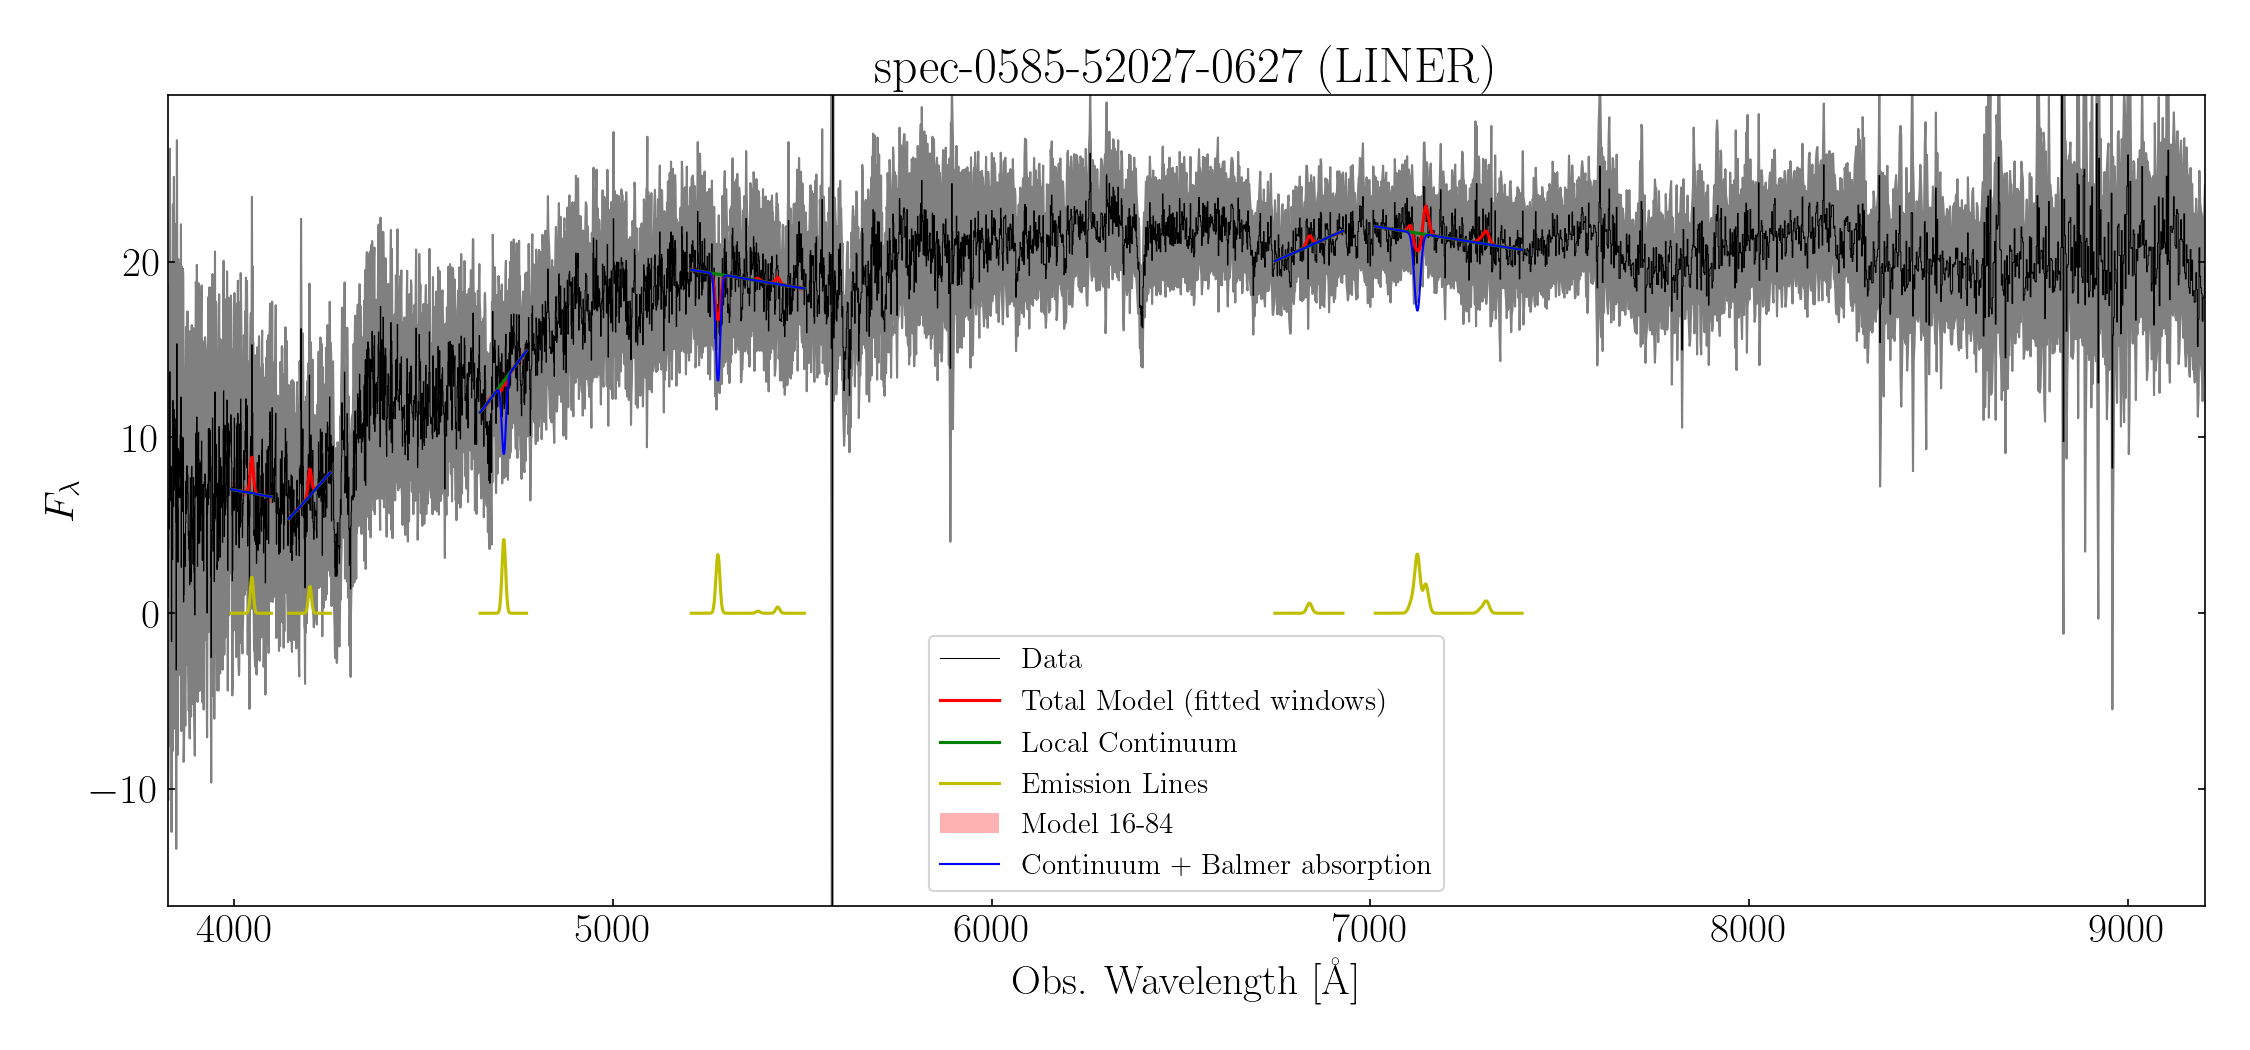 spec-0585-52027-0627 (LINER)
20
10
0
−10
F_λ
Data
Total Model (fitted windows)
Local Continuum
Emission Lines
Model 16-84
Continuum + Balmer absorption
4000 5000 6000 7000 8000 9000
Obs. Wavelength [Å]